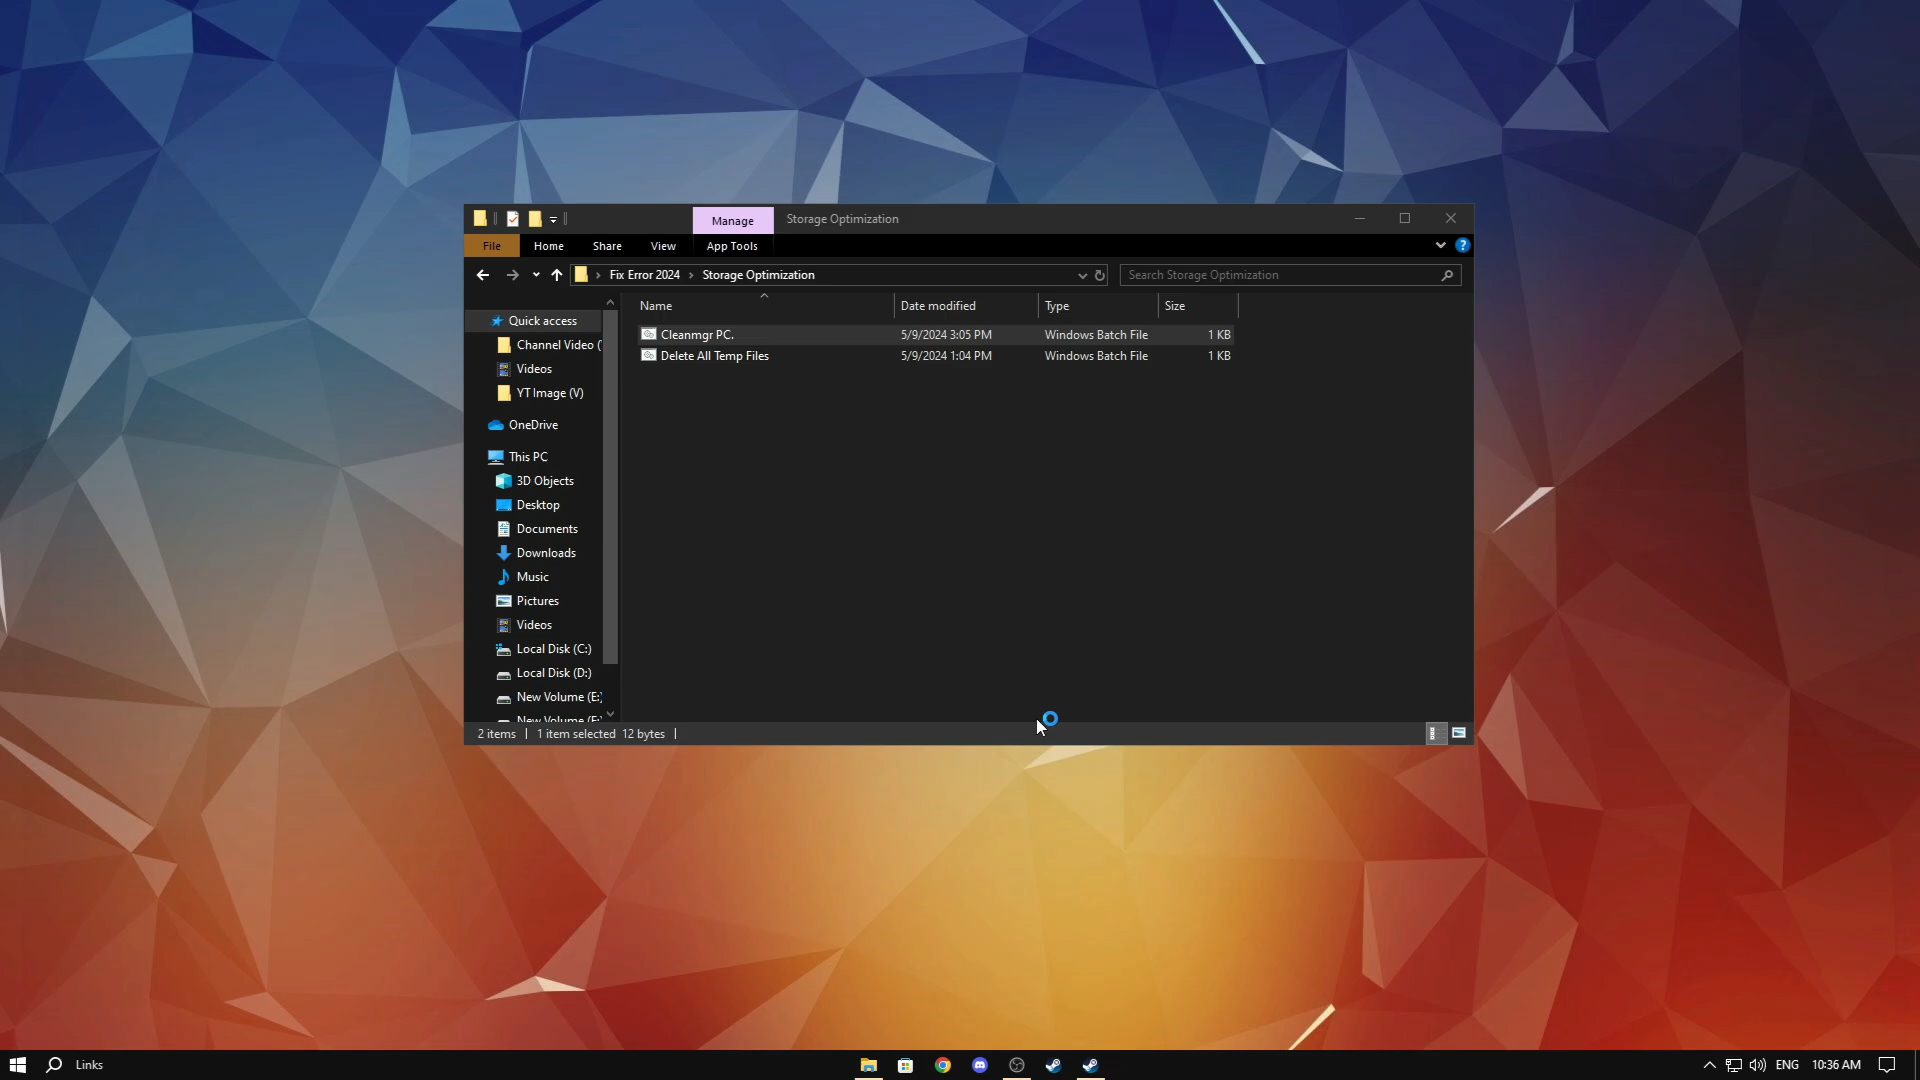 Manage
Storage Optimization
File
Home
Share
View
App Tools
?
Fix Error 2024
Storage Optimization
Search Storage Optimization
Name
Date modified
Type
Size
Cleanmgr PC.
5/9/2024 3:05 PM
Windows Batch File
1 KB
Delete All Temp Files
5/9/2024 1:04 PM
Windows Batch File
1 KB
Quick access
Channel Video (
Videos
YT Image (V)
OneDrive
This PC
3D Objects
Desktop
Documents
Downloads
Music
Pictures
Videos
Local Disk (C:)
Local Disk (D:)
New Volume (E:)
New Volume (F:)
2 items
1 item selected 12 bytes
Links
ENG
10:36 AM